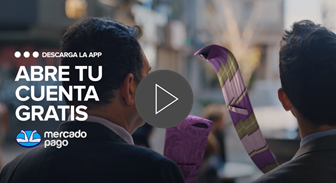 DESCARGA LA APP
ABRE TU
CUENTA
GRATIS
mercado
pago